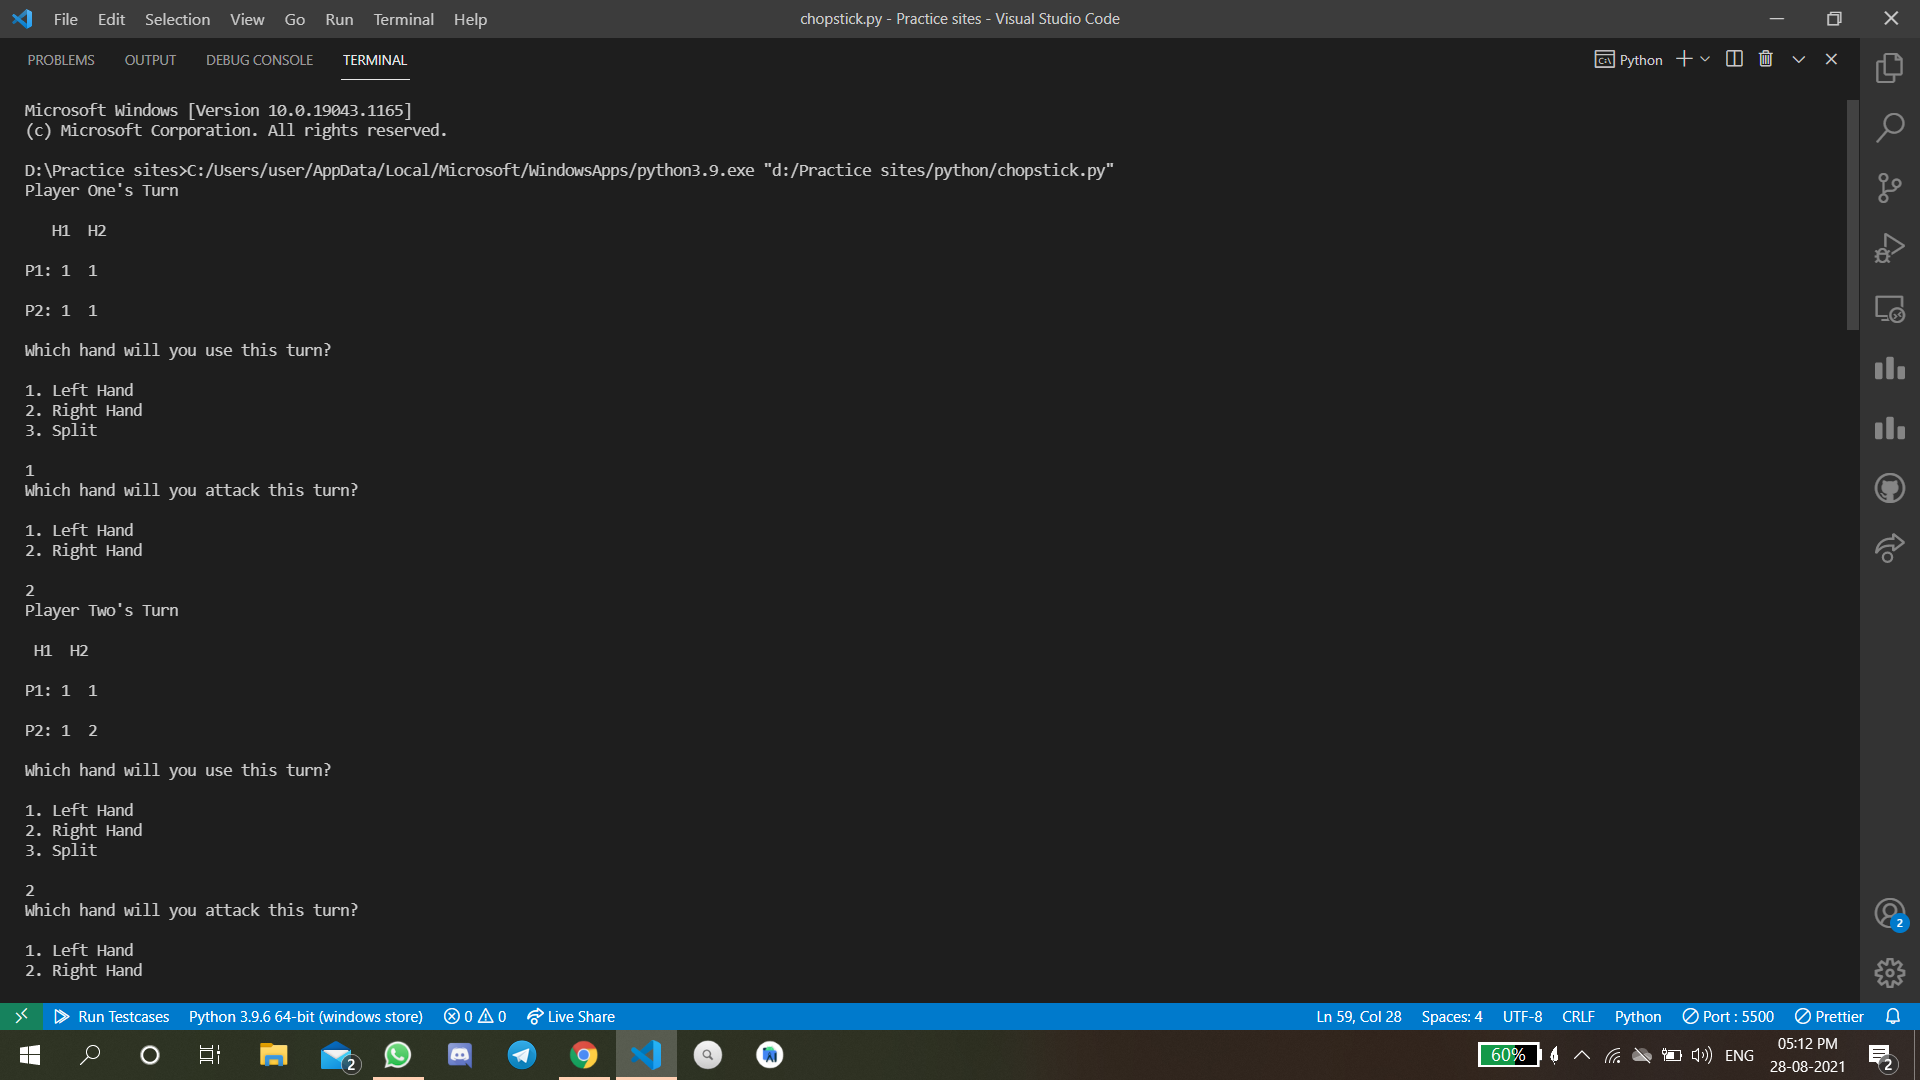 File Edit Selection View Go Run Terminal Help
chopstick.py - Practice sites - Visual Studio Code
PROBLEMS OUTPUT DEBUG CONSOLE TERMINAL
Python
Microsoft Windows [Version 10.0.19043.1165]
(c) Microsoft Corporation. All rights reserved.
D:\Practice sites>C:/Users/user/AppData/Local/Microsoft/WindowsApps/python3.9.exe "d:/Practice sites/python/chopstick.py"
Player One's Turn
H1 H2
P1: 1 1
P2: 1 1
Which hand will you use this turn?
1. Left Hand
2. Right Hand
3. Split
1
Which hand will you attack this turn?
1. Left Hand
2. Right Hand
2
Player Two's Turn
H1 H2
P1: 1 1
P2: 1 2
Which hand will you use this turn?
1. Left Hand
2. Right Hand
3. Split
2
Which hand will you attack this turn?
1. Left Hand
2. Right Hand
2
Run Testcases Python 3.9.6 64-bit (windows store) 0 0 Live Share
Ln 59, Col 28 Spaces: 4 UTF-8 CRLF Python Port : 5500 Prettier
2
60%
ENG
05:12 PM
28-08-2021
2